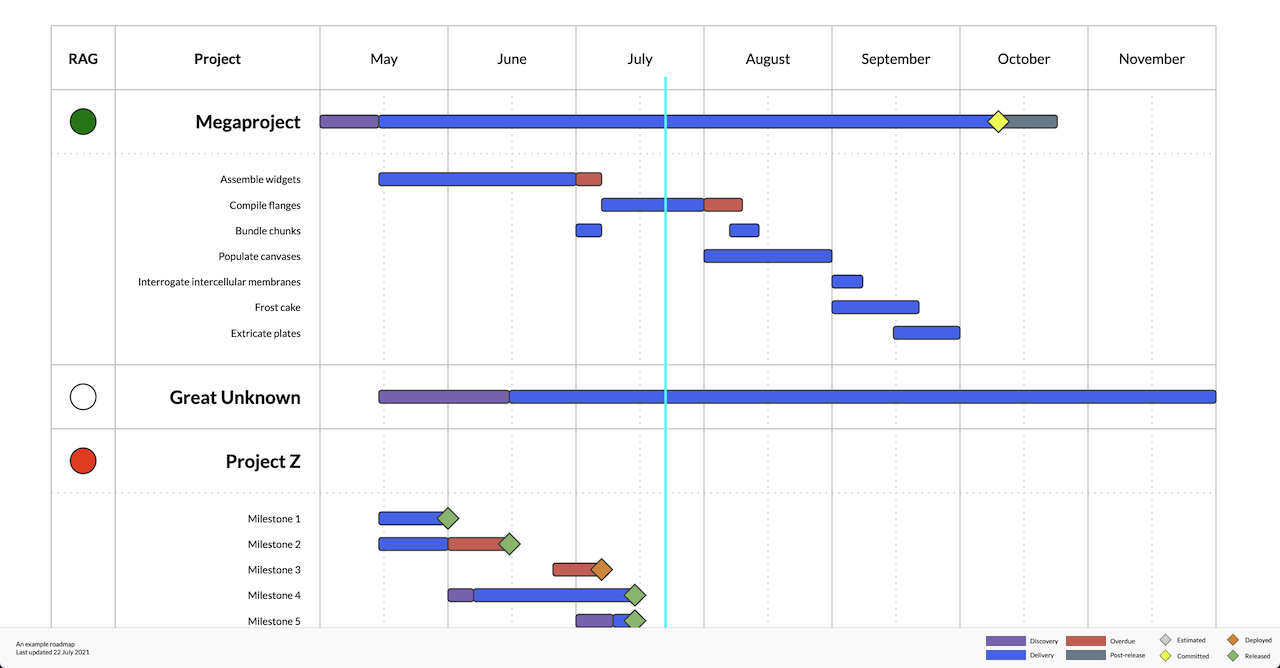 RAG Project May June July August September October November
Megaproject
Assemble widgets
Compile flanges
Bundle chunks
Populate canvases
Interrogate intercellular membranes
Frost cake
Extricate plates
Great Unknown
Project Z
Milestone 1
Milestone 2
Milestone 3
Milestone 4
Milestone 5
An example roadmap
Last updated 22 July 2021
Discovery Overdue Estimated Deployed
Delivery Post-release Committed Released